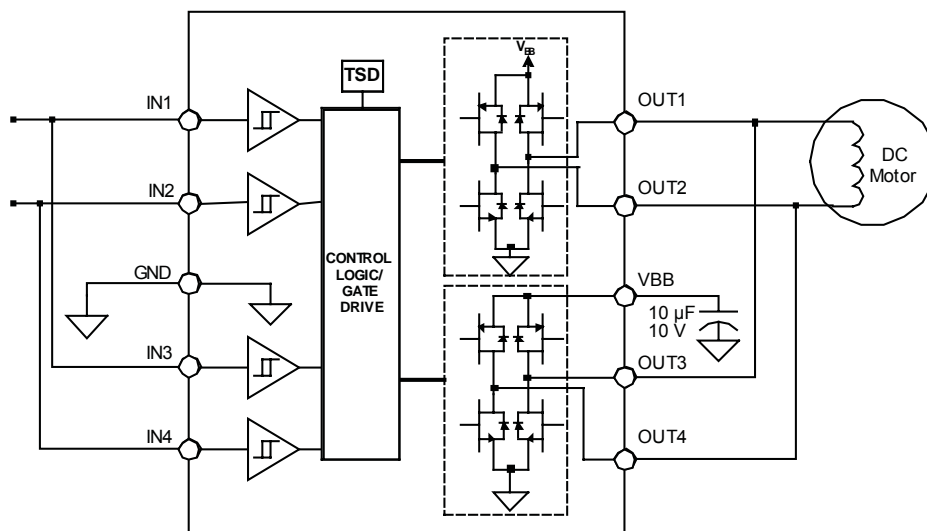 V_BB
TSD
IN1
OUT1
DC
Motor
IN2
OUT2
GND
CONTROL
LOGIC/
GATE
DRIVE
VBB
10 µF
10 V
IN3
OUT3
IN4
OUT4